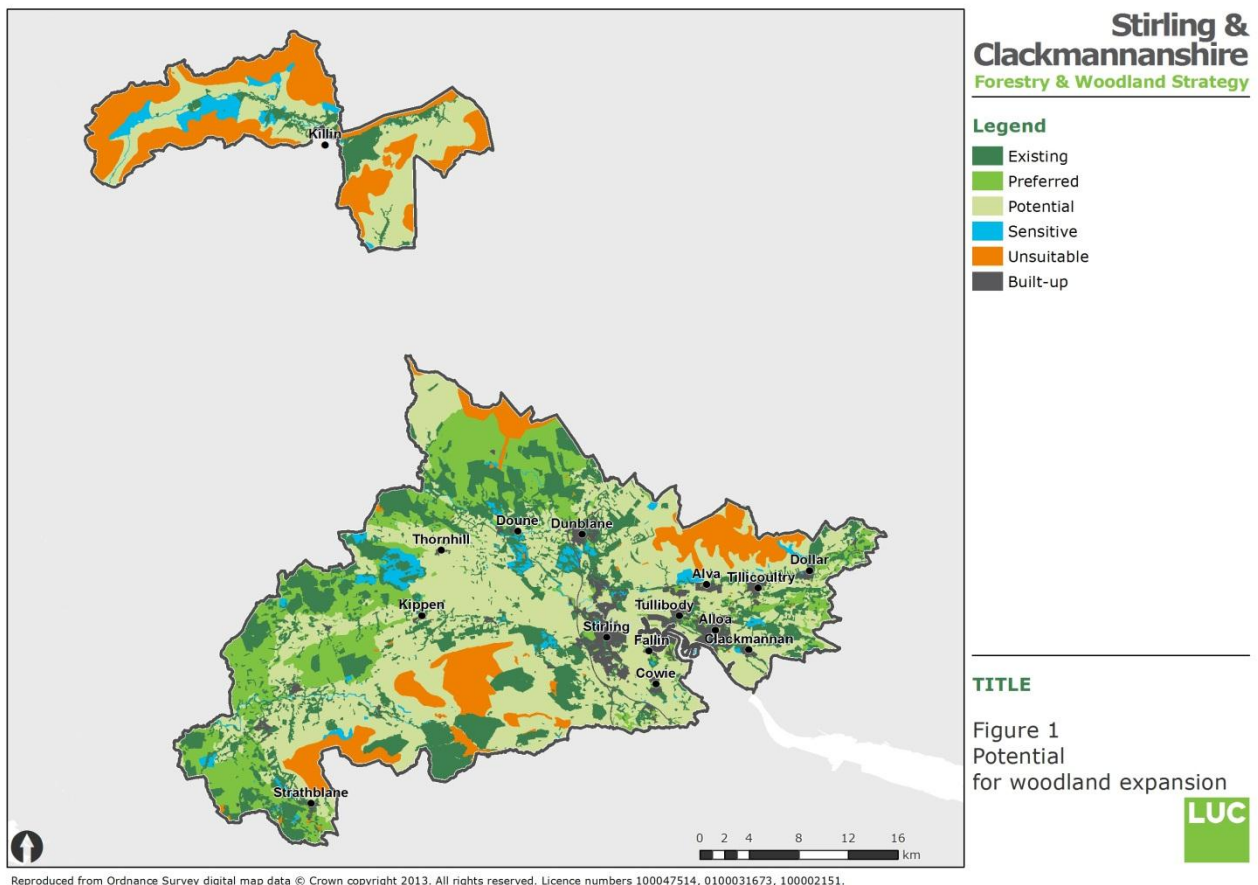 Stirling &
Clackmannanshire
Forestry & Woodland Strategy
Legend
Existing
Preferred
Potential
Sensitive
Unsuitable
Built-up
Killin
Doune
Dunblane
Thornhill
Dollar
Alva
Tillicoultry
Kippen
Tullibody
Alloa
Stirling
Fallin
Clackmannan
Cowie
Strathblane
TITLE
Figure 1
Potential
for woodland expansion
LUC
0 2 4 8 12 16
km
Reproduced from Ordnance Survey digital map data © Crown copyright 2013. All rights reserved. Licence numbers 100047514, 0100031673, 100002151.